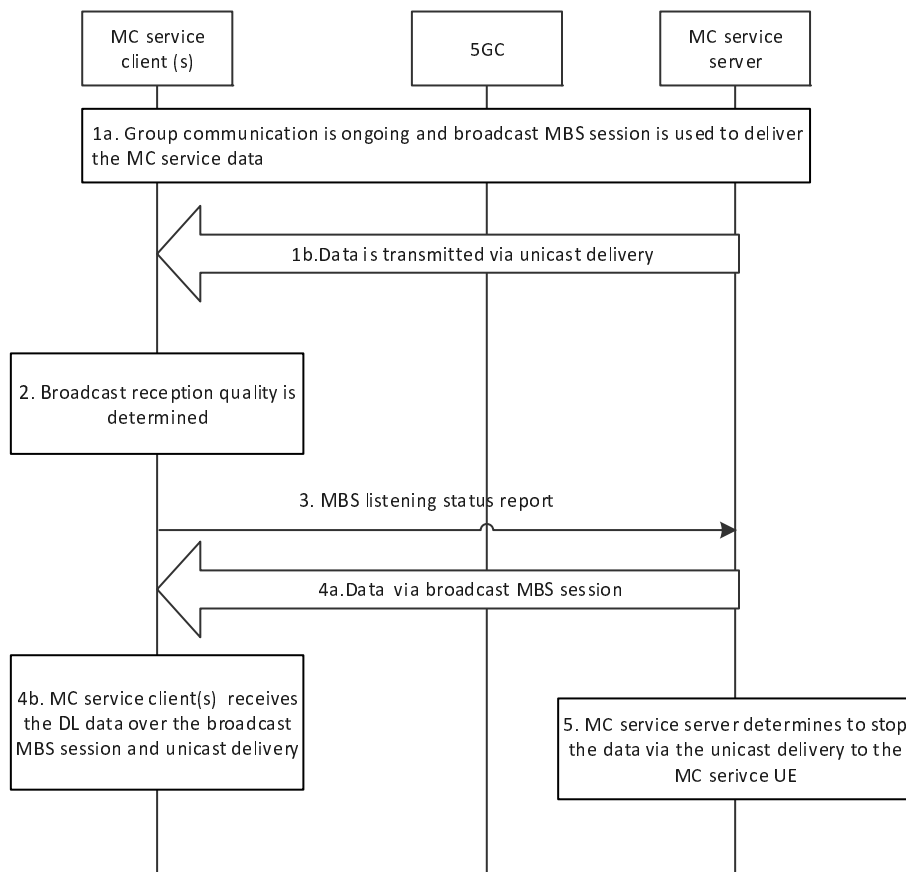 MC service
client (s)
5GC
MC service
server
1a. Group communication is ongoing and broadcast MBS session is used to deliver
the MC service data
1b.Data is transmitted via unicast delivery
2. Broadcast reception quality is
determined
3. MBS listening status report
4a.Data via broadcast MBS session
4b. MC service client(s) receives
the DL data over the broadcast
MBS session and unicast delivery
5. MC service server determines to stop
the data via the unicast delivery to the
MC serivce UE